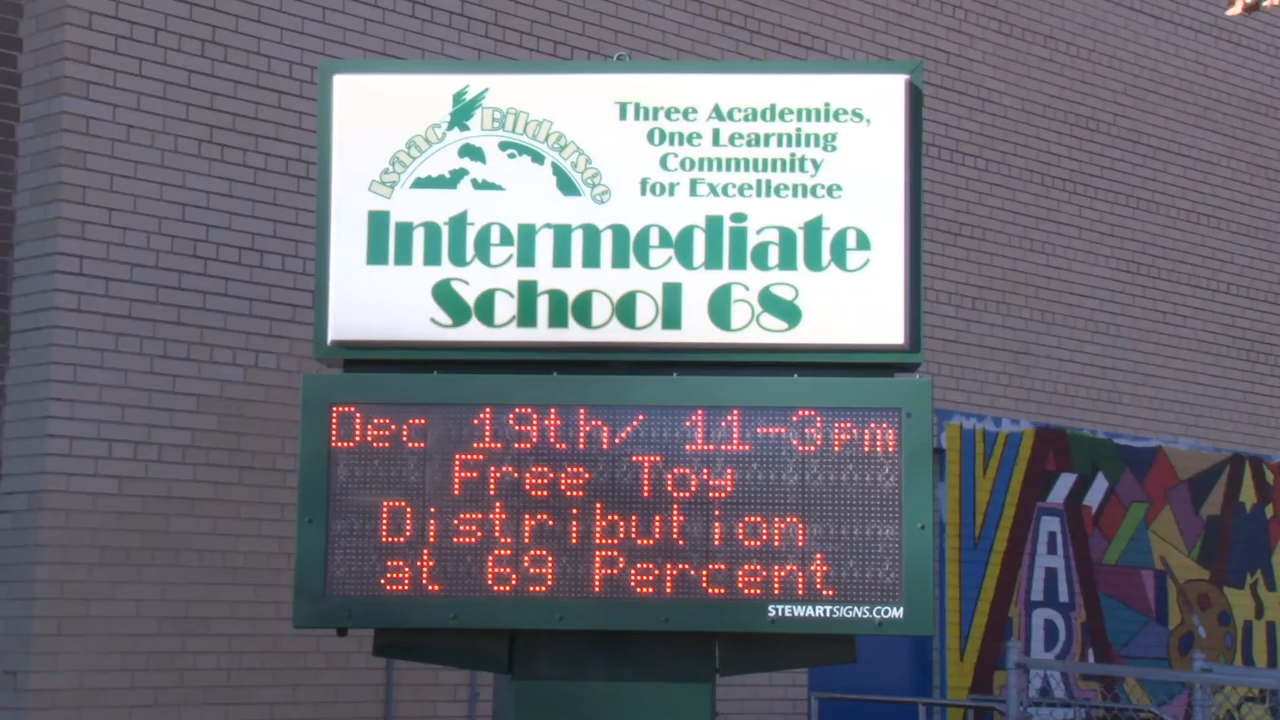 Isaac Bildersee
Three Academies,
One Learning
Community
for Excellence
Intermediate
School 68
Dec 19th/ 11-3pm
Free Toy
Distribution
at 69 Percent
STEWARTSIGNS.COM
V
ART